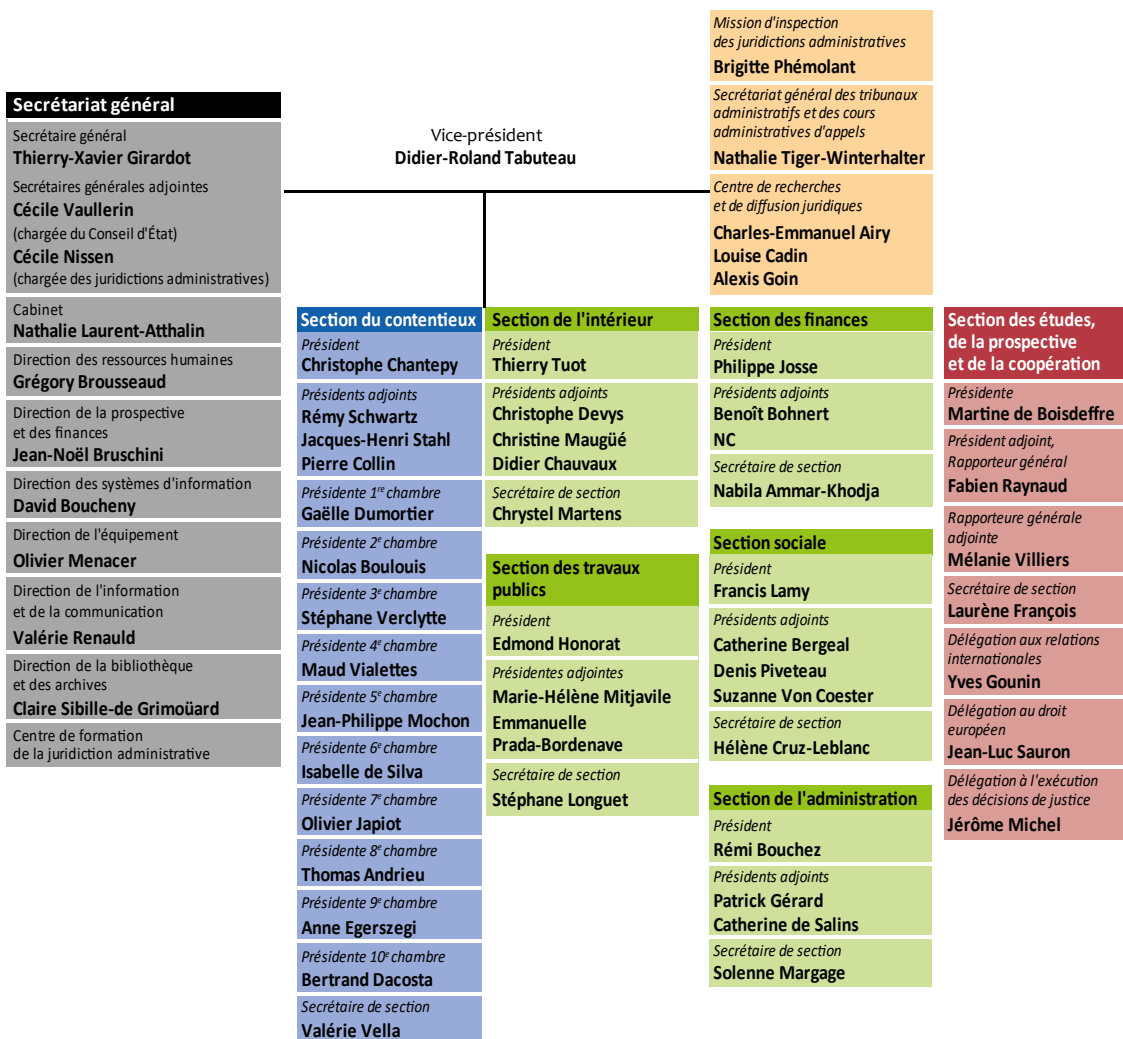 Secrétariat général
Secrétaire général
Thierry-Xavier Girardot
Secrétaires générales adjointes
Cécile Vaullerin
(chargée du Conseil d'État)
Cécile Nissen
(chargée des juridictions administratives)
Cabinet
Nathalie Laurent-Atthalin
Direction des ressources humaines
Grégory Brousseaud
Direction de la prospective
et des finances
Jean-Noël Bruschini
Direction des systèmes d'information
David Boucheny
Direction de l'équipement
Olivier Menacer
Direction de l'information
et de la communication
Valérie Renauld
Direction de la bibliothèque
et des archives
Claire Sibille-de Grimoüard
Centre de formation
de la juridiction administrative
Vice-président
Didier-Roland Tabuteau
Mission d'inspection
des juridictions administratives
Brigitte Phémolant
Secrétariat général des tribunaux
administratifs et des cours
administratives d'appels
Nathalie Tiger-Winterhalter
Centre de recherches
et de diffusion juridiques
Charles-Emmanuel Airy
Louise Cadin
Alexis Goin
Section du contentieux
Président
Christophe Chantepy
Présidents adjoints
Rémy Schwartz
Jacques-Henri Stahl
Pierre Collin
Présidente 1re chambre
Gaëlle Dumortier
Présidente 2e chambre
Nicolas Boulouis
Présidente 3e chambre
Stéphane Verclytte
Présidente 4e chambre
Maud Vialettes
Présidente 5e chambre
Jean-Philippe Mochon
Présidente 6e chambre
Isabelle de Silva
Présidente 7e chambre
Olivier Japiot
Présidente 8e chambre
Thomas Andrieu
Présidente 9e chambre
Anne Egerszegi
Présidente 10e chambre
Bertrand Dacosta
Secrétaire de section
Valérie Vella
Section de l'intérieur
Président
Thierry Tuot
Présidents adjoints
Christophe Devys
Christine Maugüé
Didier Chauvaux
Secrétaire de section
Chrystel Martens
Section des travaux
publics
Président
Edmond Honorat
Présidentes adjointes
Marie-Hélène Mitjavile
Emmanuelle
Prada-Bordenave
Secrétaire de section
Stéphane Longuet
Section des finances
Président
Philippe Josse
Présidents adjoints
Benoît Bohnert
NC
Secrétaire de section
Nabila Ammar-Khodja
Section sociale
Président
Francis Lamy
Présidents adjoints
Catherine Bergeal
Denis Piveteau
Suzanne Von Coester
Secrétaire de section
Hélène Cruz-Leblanc
Section de l'administration
Président
Rémi Bouchez
Présidents adjoints
Patrick Gérard
Catherine de Salins
Secrétaire de section
Solenne Margage
Section des études,
de la prospective
et de la coopération
Présidente
Martine de Boisdeffre
Président adjoint,
Rapporteur général
Fabien Raynaud
Rapporteure générale
adjointe
Mélanie Villiers
Secrétaire de section
Laurène François
Délégation aux relations
internationales
Yves Gounin
Délégation au droit
européen
Jean-Luc Sauron
Délégation à l'exécution
des décisions de justice
Jérôme Michel